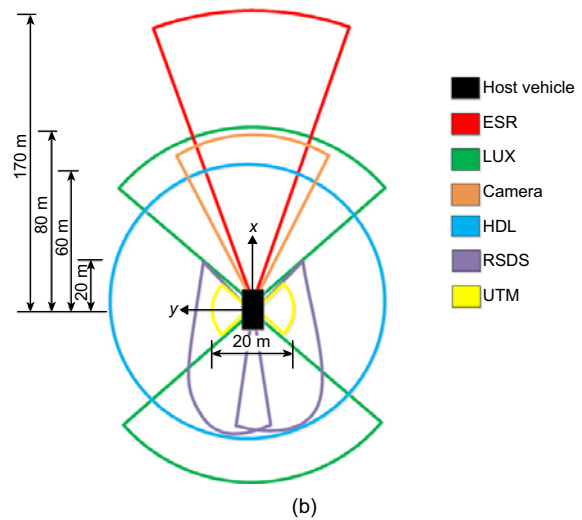 170 m
80 m
60 m
20 m
x
y
20 m
Host vehicle
ESR
LUX
Camera
HDL
RSDS
UTM
(b)